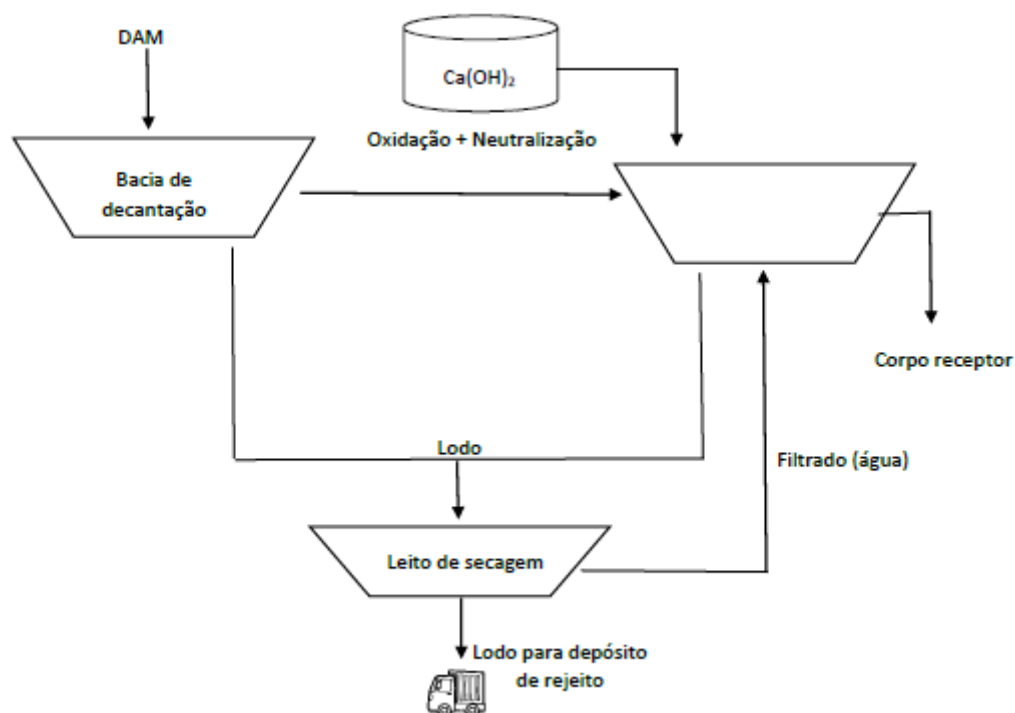 DAM
Ca(OH)₂
Oxidação + Neutralização
Bacia de
decantação
Corpo receptor
Lodo
Filtrado (água)
Leito de secagem
Lodo para depósito
de rejeito